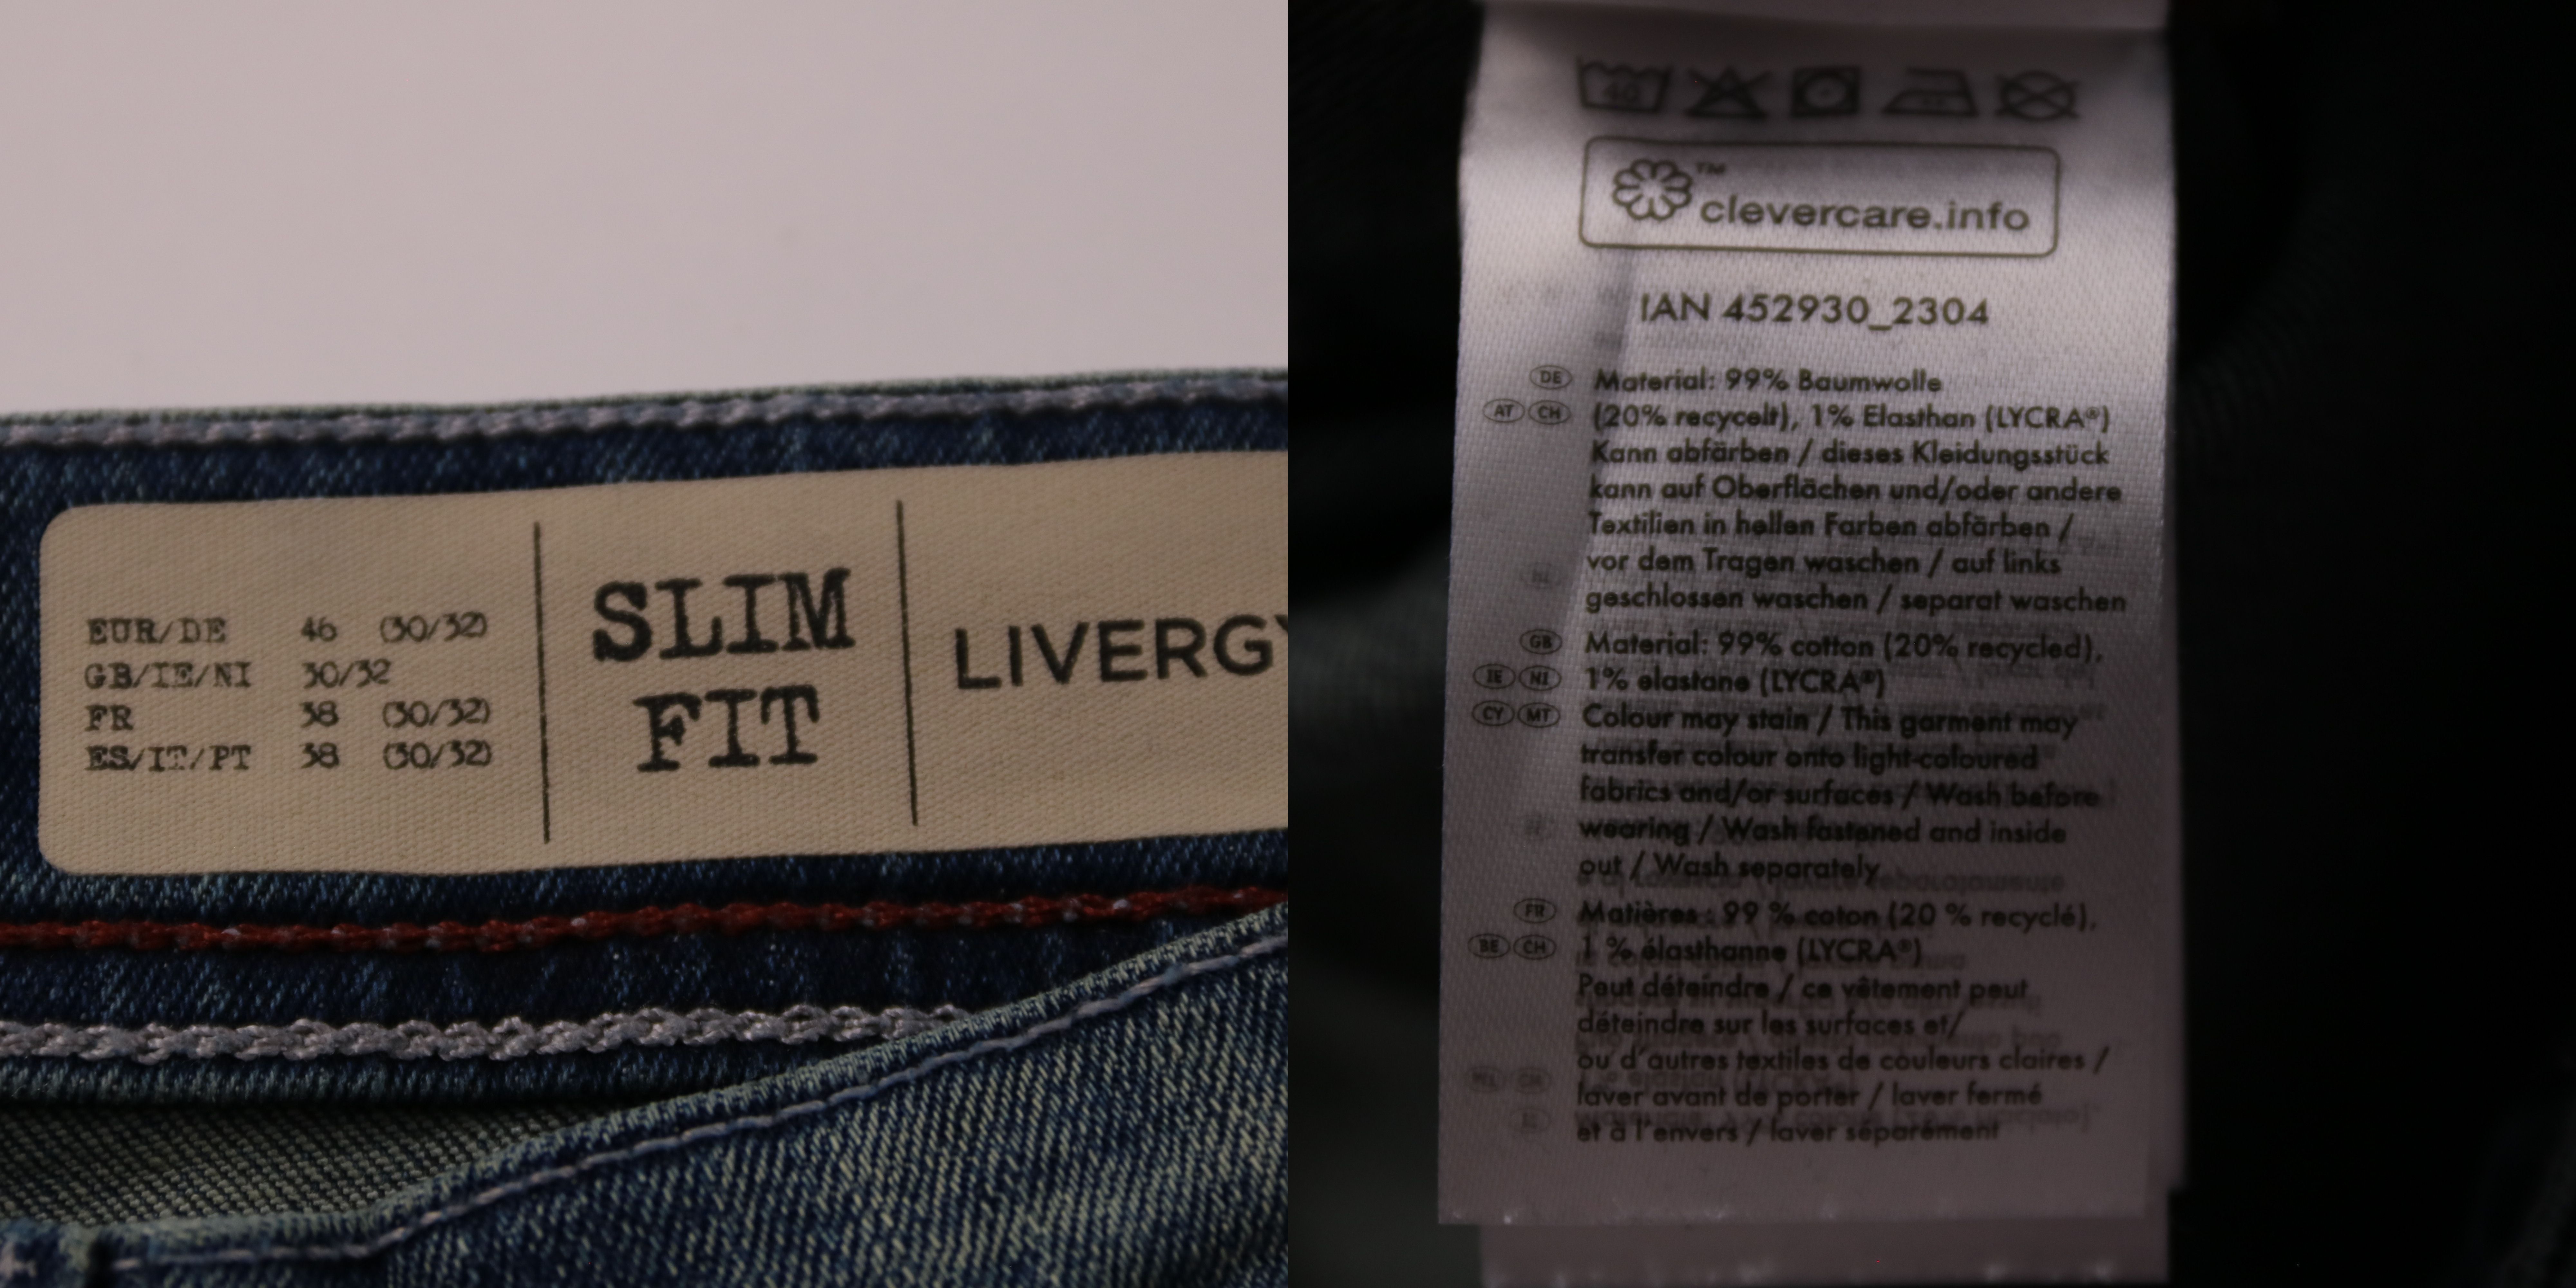 EUR/DE 46 (30/32)
GB/IE/NI 30/32
FR 38 (30/32)
ES/IT/PT 38 (30/32)
SLIM
FIT
LIVERGY
40
TM
clevercare.info
IAN 452930_2304
DE Material: 99% Baumwolle
AT CH (20% recycelt), 1% Elasthan (LYCRA®)
Kann abfärben / dieses Kleidungsstück
kann auf Oberflächen und/oder andere
Textilien in hellen Farben abfärben /
vor dem Tragen waschen / auf links
geschlossen waschen / separat waschen
GB Material: 99% cotton (20% recycled),
IE NI 1% elastane (LYCRA®)
CY MT Colour may stain / This garment may
transfer colour onto light-coloured
fabrics and/or surfaces / Wash before
wearing / Wash fastened and inside
out / Wash separately
FR Matières : 99 % coton (20 % recyclé),
BE CH 1 % élasthanne (LYCRA®)
Peut déteindre / ce vêtement peut
déteindre sur les surfaces et/
ou d'autres textiles de couleurs claires /
laver avant de porter / laver fermé
et à l'envers / laver séparément